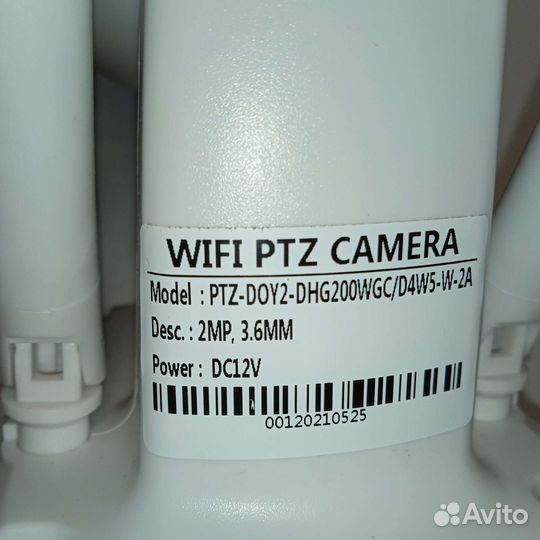 WIFI PTZ CAMERA
Model : PTZ-DOY2-DHG200WGC/D4W5-W-2A
Desc. : 2MP, 3.6MM
Power : DC12V
00120210525
Avito